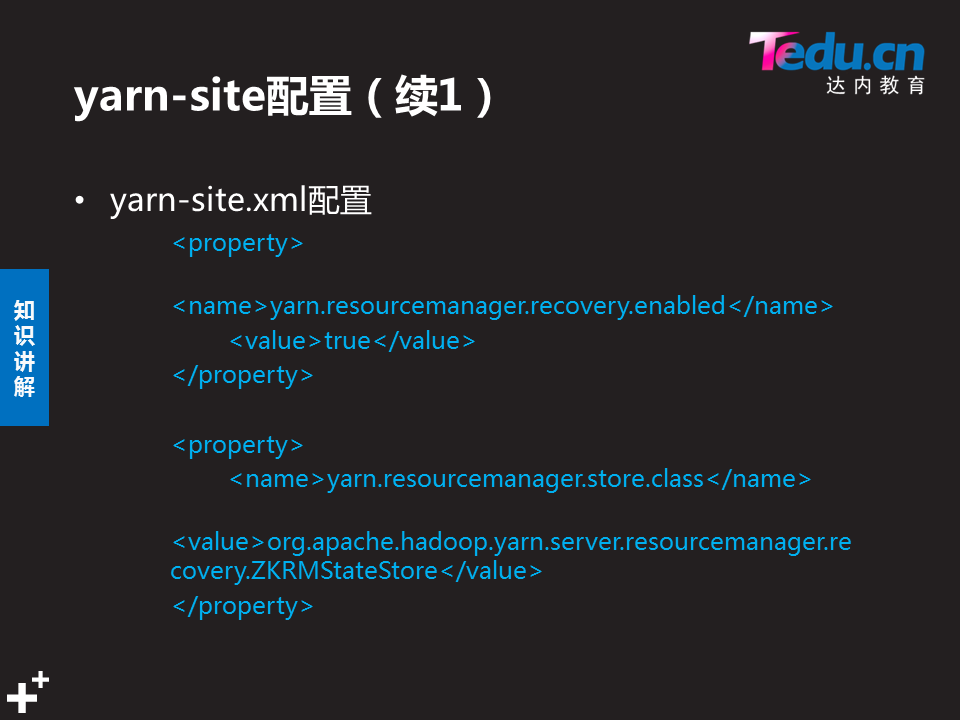 Tedu.cn
达内教育
yarn-site配置（续1）
• yarn-site.xml配置
<property>
<name>yarn.resourcemanager.recovery.enabled</name>
<value>true</value>
</property>
<property>
<name>yarn.resourcemanager.store.class</name>
<value>org.apache.hadoop.yarn.server.resourcemanager.re
covery.ZKRMStateStore</value>
</property>
知
识
讲
解